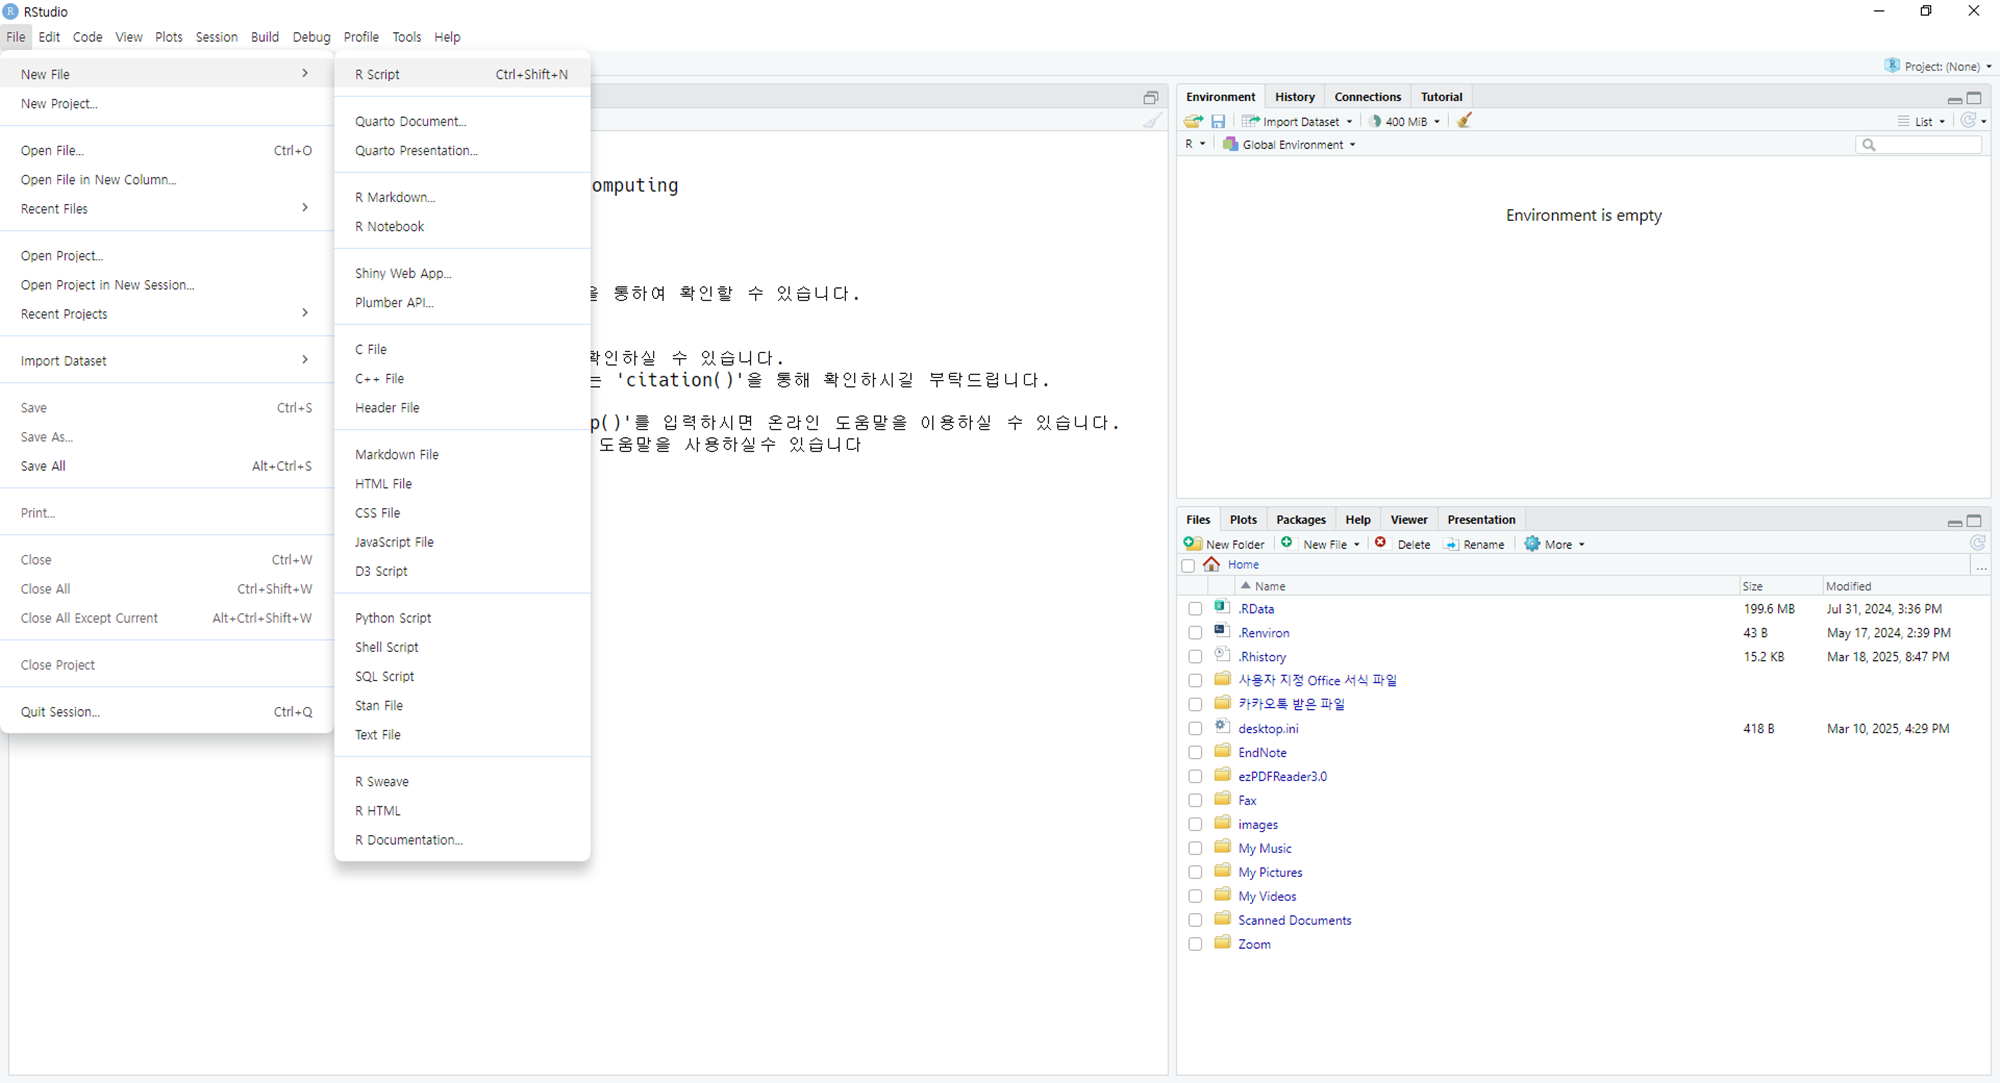 RStudio
File Edit Code View Plots Session Build Debug Profile Tools Help
Project: (None)
New File
New Project...
Open File... Ctrl+O
Open File in New Column...
Recent Files
Open Project...
Open Project in New Session...
Recent Projects
Import Dataset
Save Ctrl+S
Save As...
Save All Alt+Ctrl+S
Print...
Close Ctrl+W
Close All Ctrl+Shift+W
Close All Except Current Alt+Ctrl+Shift+W
Close Project
Quit Session... Ctrl+Q
R Script Ctrl+Shift+N
Quarto Document...
Quarto Presentation...
R Markdown...
R Notebook
Shiny Web App...
Plumber API...
C File
C++ File
Header File
Markdown File
HTML File
CSS File
JavaScript File
D3 Script
Python Script
Shell Script
SQL Script
Stan File
Text File
R Sweave
R HTML
R Documentation...
omputing
을 통하여 확인할 수 있습니다.
확인하실 수 있습니다.
는 'citation()'을 통해 확인하시길 부탁드립니다.
p()'를 입력하시면 온라인 도움말을 이용하실 수 있습니다.
도움말을 사용하실수 있습니다
Environment History Connections Tutorial
Import Dataset 400 MiB List
R Global Environment
Environment is empty
Files Plots Packages Help Viewer Presentation
New Folder New File Delete Rename More
Home ...
Name Size Modified
.RData 199.6 MB Jul 31, 2024, 3:36 PM
.Renviron 43 B May 17, 2024, 2:39 PM
.Rhistory 15.2 KB Mar 18, 2025, 8:47 PM
사용자 지정 Office 서식 파일
카카오톡 받은 파일
desktop.ini 418 B Mar 10, 2025, 4:29 PM
EndNote
ezPDFReader3.0
Fax
images
My Music
My Pictures
My Videos
Scanned Documents
Zoom